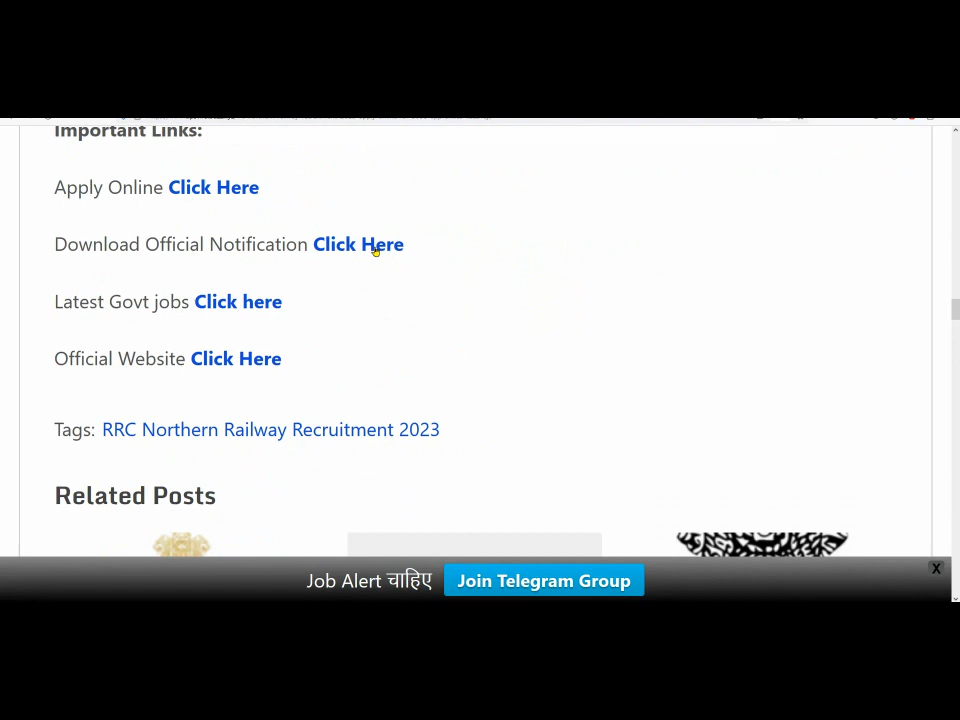 Important Links:
Apply Online Click Here
Download Official Notification Click Here
Latest Govt jobs Click here
Official Website Click Here
Tags: RRC Northern Railway Recruitment 2023
Related Posts
Job Alert चाहिए Join Telegram Group
X